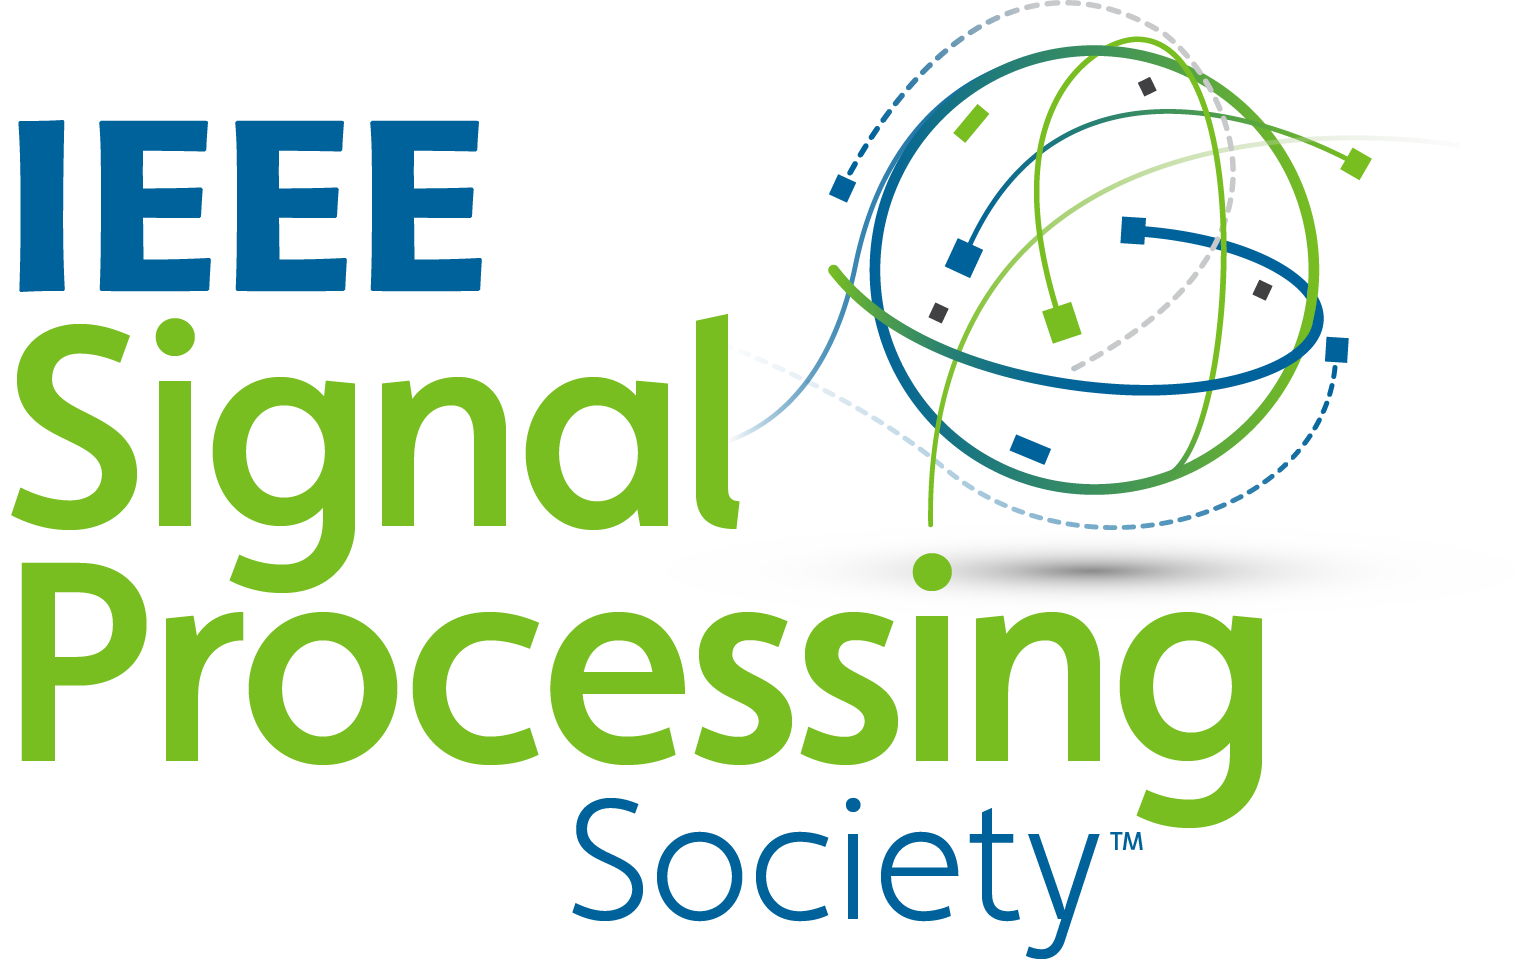 IEEE
Signal
Processing
Society™